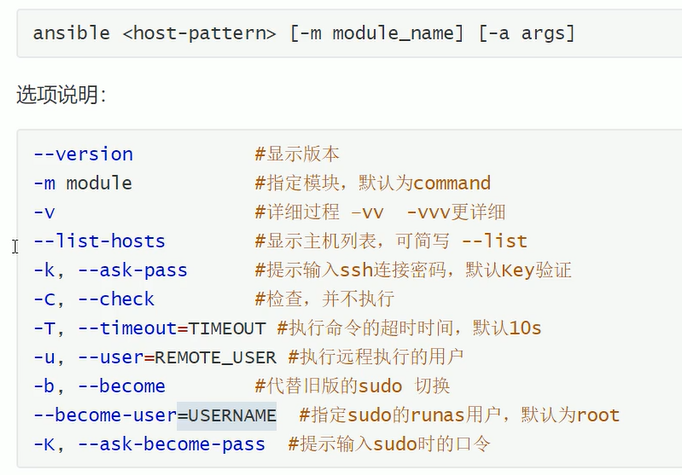 ansible <host-pattern> [-m module_name] [-a args]
选项说明：
--version #显示版本
-m module #指定模块，默认为command
-v #详细过程 –vv -vvv更详细
--list-hosts #显示主机列表，可简写 --list
-k, --ask-pass #提示输入ssh连接密码，默认Key验证
-C, --check #检查，并不执行
-T, --timeout=TIMEOUT #执行命令的超时时间，默认10s
-u, --user=REMOTE_USER #执行远程执行的用户
-b, --become #代替旧版的sudo 切换
--become-user=USERNAME #指定sudo的runas用户，默认为root
-K, --ask-become-pass #提示输入sudo时的口令